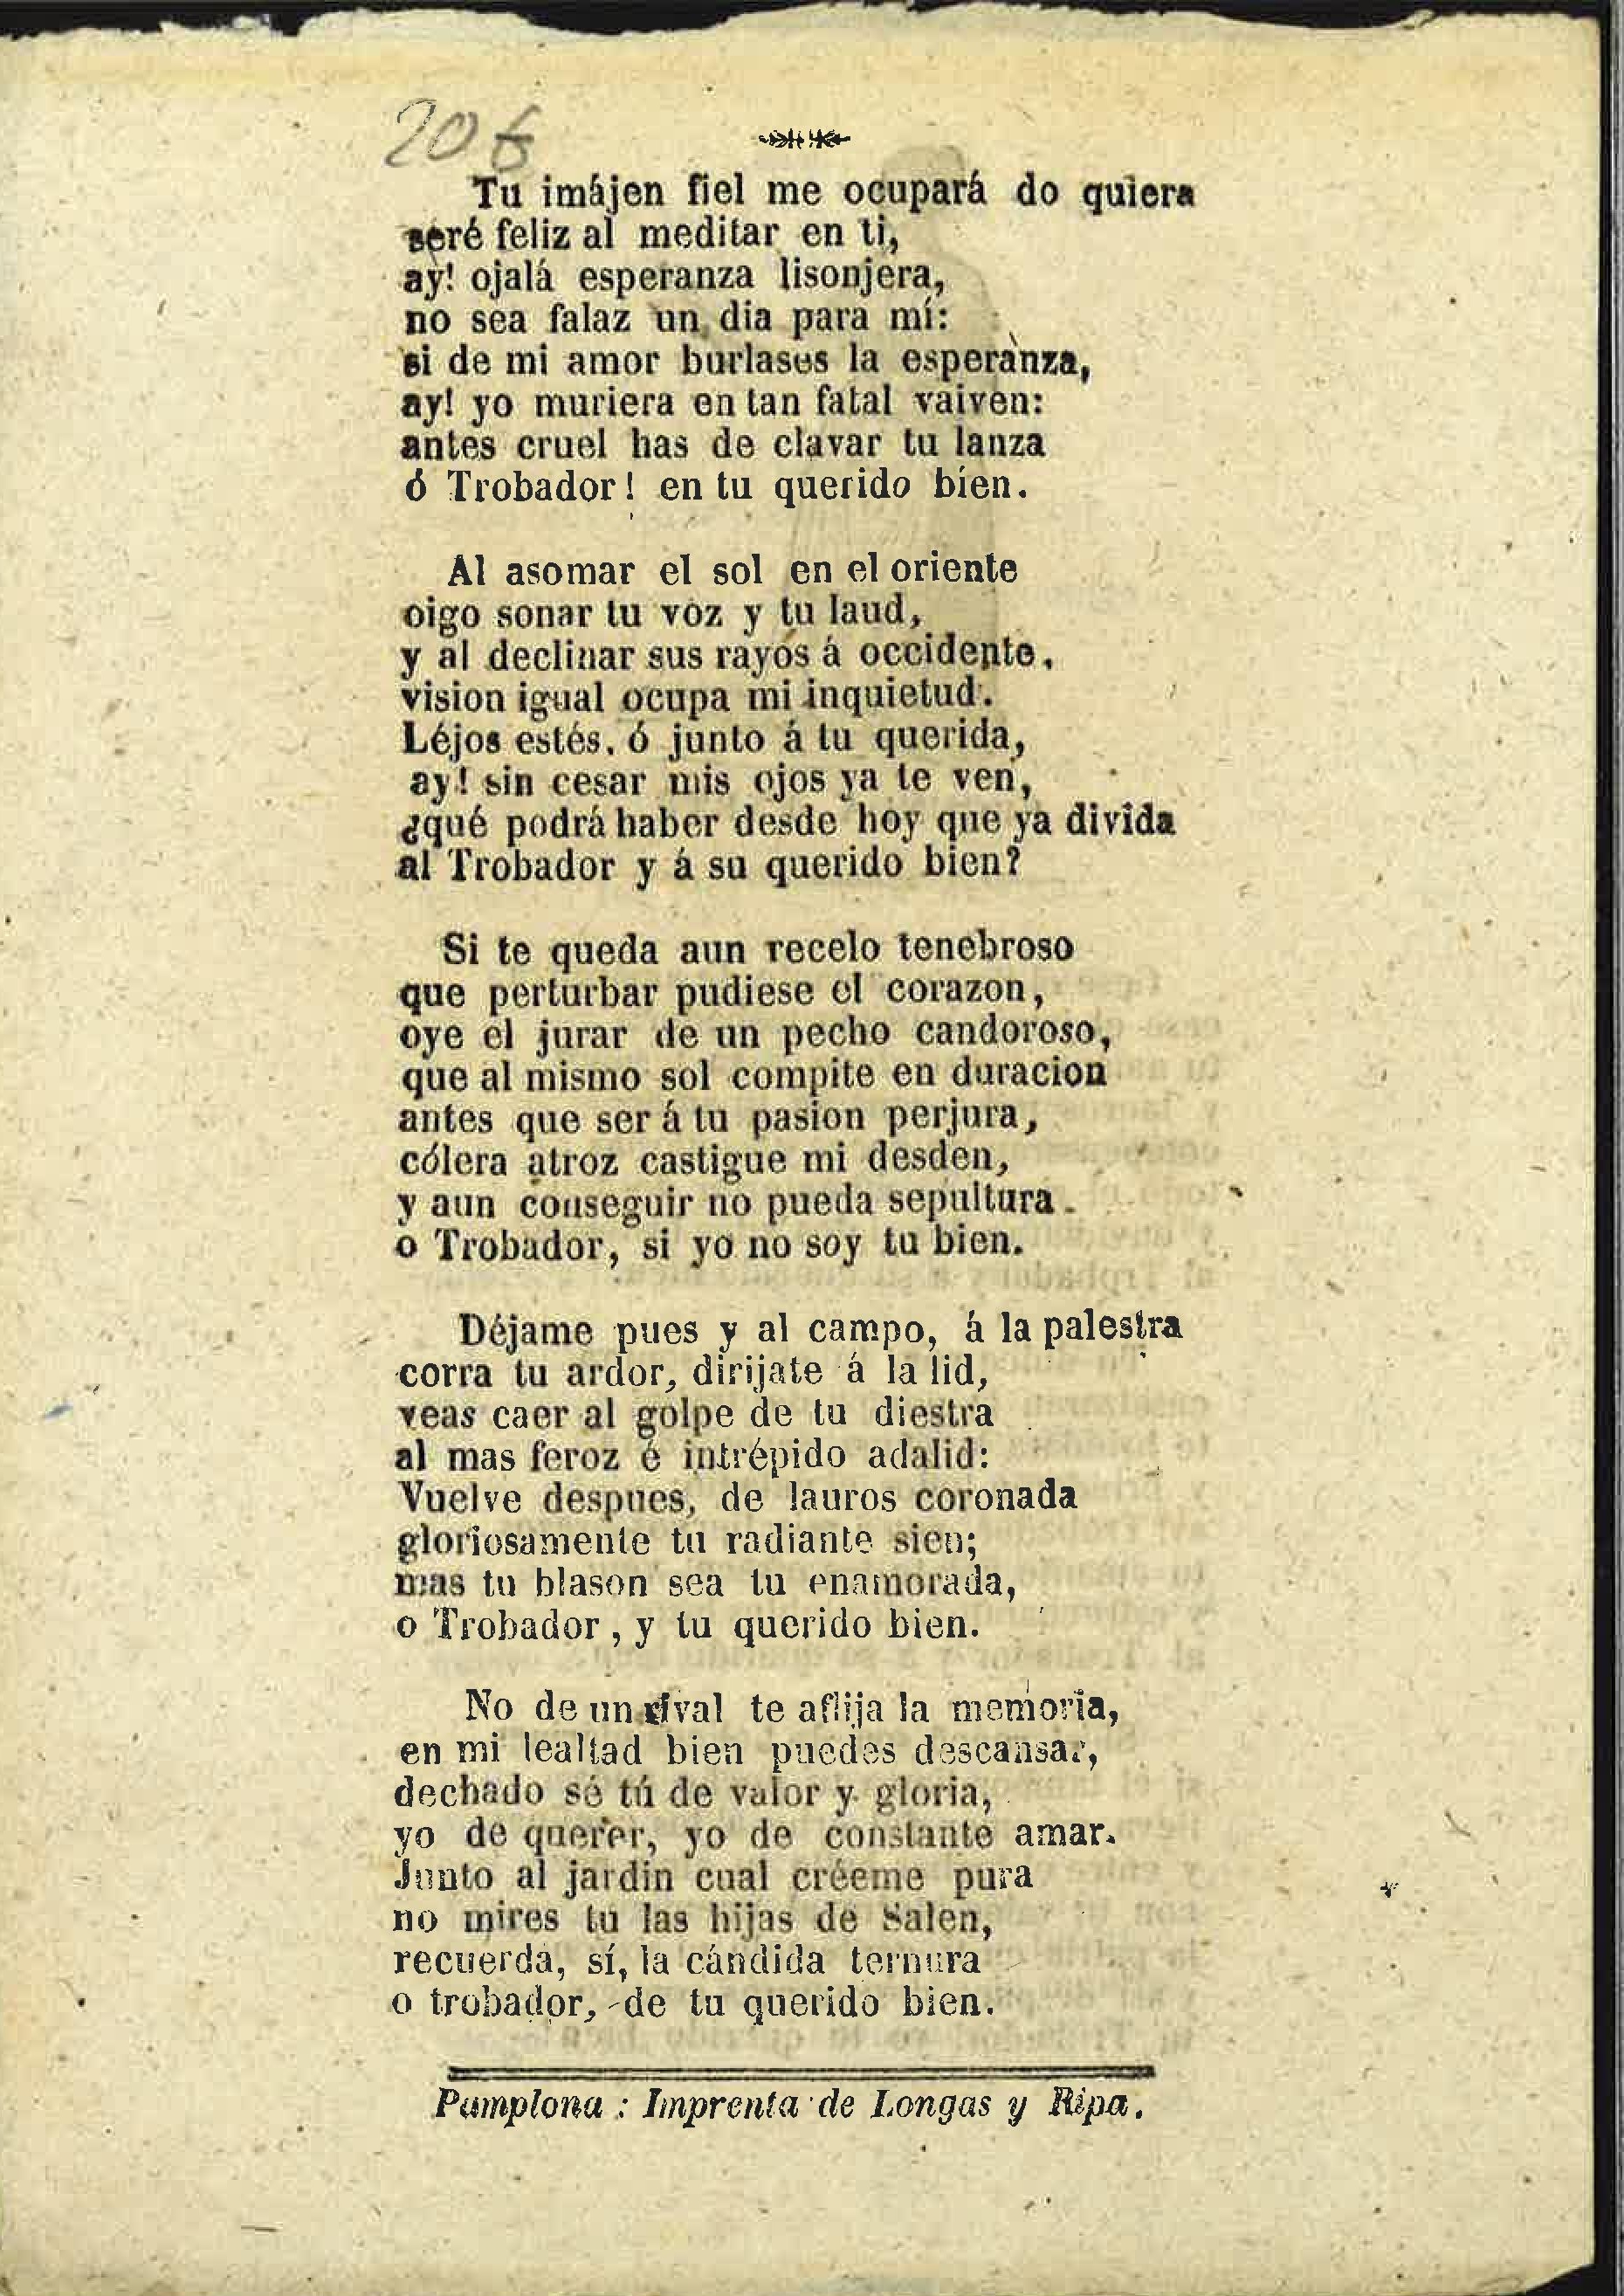 206
Tu imájen fiel me ocupará do quiera
seré feliz al meditar en ti,
ay! ojalá esperanza lisonjera,
no sea falaz un dia para mí:
si de mi amor burlases la esperanza,
ay! yo muriera en tan fatal vaiven:
antes cruel has de clavar tu lanza
ó Trobador! en tu querido bien.
Al asomar el sol en el oriente
oigo sonar tu voz y tu laud,
y al declinar sus rayos á occidente,
vision igual ocupa mi inquietud.
Léjos estés, ó junto á tu querida,
ay! sin cesar mis ojos ya te ven,
¿qué podrá haber desde hoy que ya divida
al Trobador y á su querido bien?
Si te queda aun recelo tenebroso
que perturbar pudiese el corazon,
oye el jurar de un pecho candoroso,
que al mismo sol compite en duracion
antes que ser á tu pasion perjura,
cólera atroz castigue mi desden,
y aun conseguir no pueda sepultura.
o Trobador, si yo no soy tu bien.
Déjame pues y al campo, á la palestra
corra tu ardor, dirijate á la lid,
veas caer al golpe de tu diestra
al mas feroz é intrépido adalid:
Vuelve despues, de lauros coronada
gloriosamente tu radiante sien;
mas tu blason sea tu enamorada,
o Trobador, y tu querido bien.
No de un rival te aflija la memoria,
en mi lealtad bien puedes descansar,
dechado sé tú de valor y gloria,
yo de querer, yo de constante amar.
Junto al jardin cual créeme pura
no mires tu las hijas de Salen,
recuerda, sí, la cándida ternura
o trobador, de tu querido bien.
Pamplona: Imprenta de Longas y Ripa.